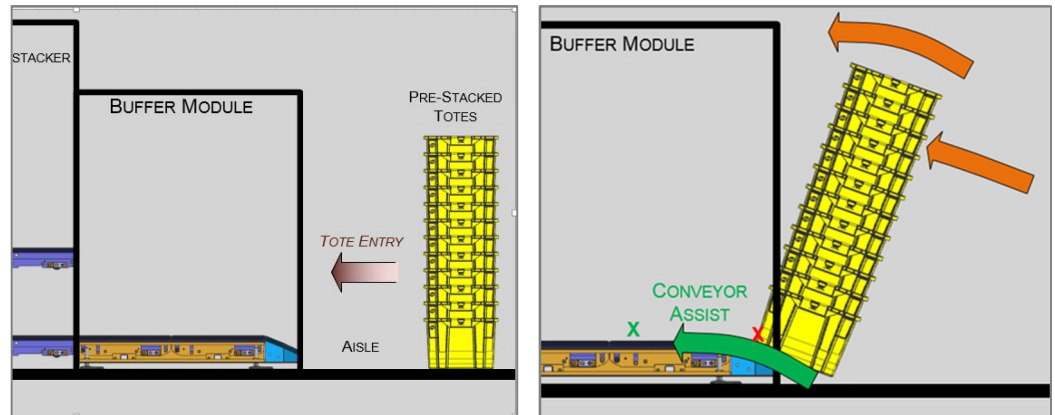 STACKER
BUFFER MODULE
PRE-STACKED
TOTES
TOTE ENTRY
AISLE
BUFFER MODULE
CONVEYOR
ASSIST
X
X